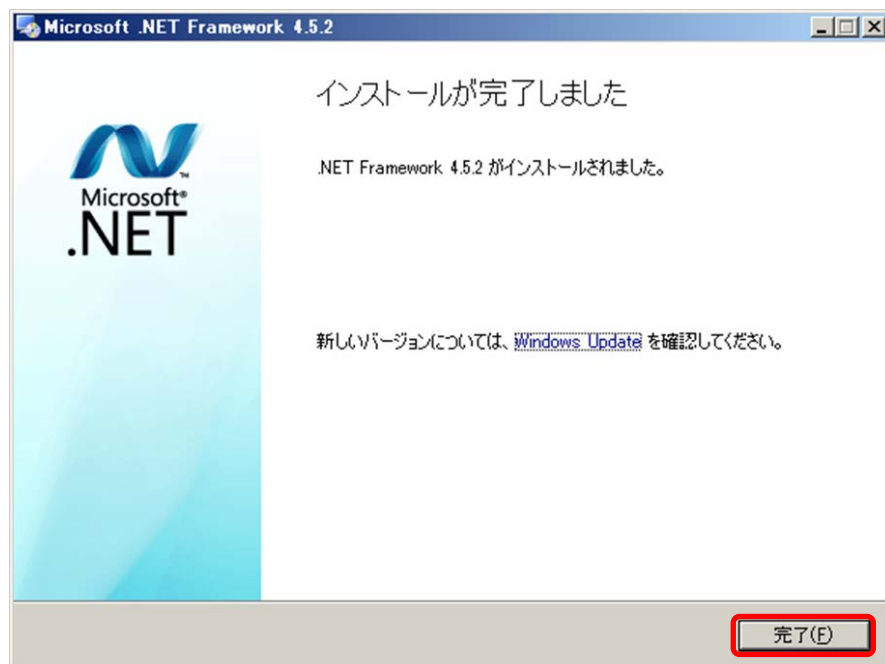 Microsoft .NET Framework 4.5.2
インストールが完了しました
.NET Framework 4.5.2 がインストールされました。
Microsoft®
.NET
TM
新しいバージョンについては、Windows Update を確認してください。
完了(F)